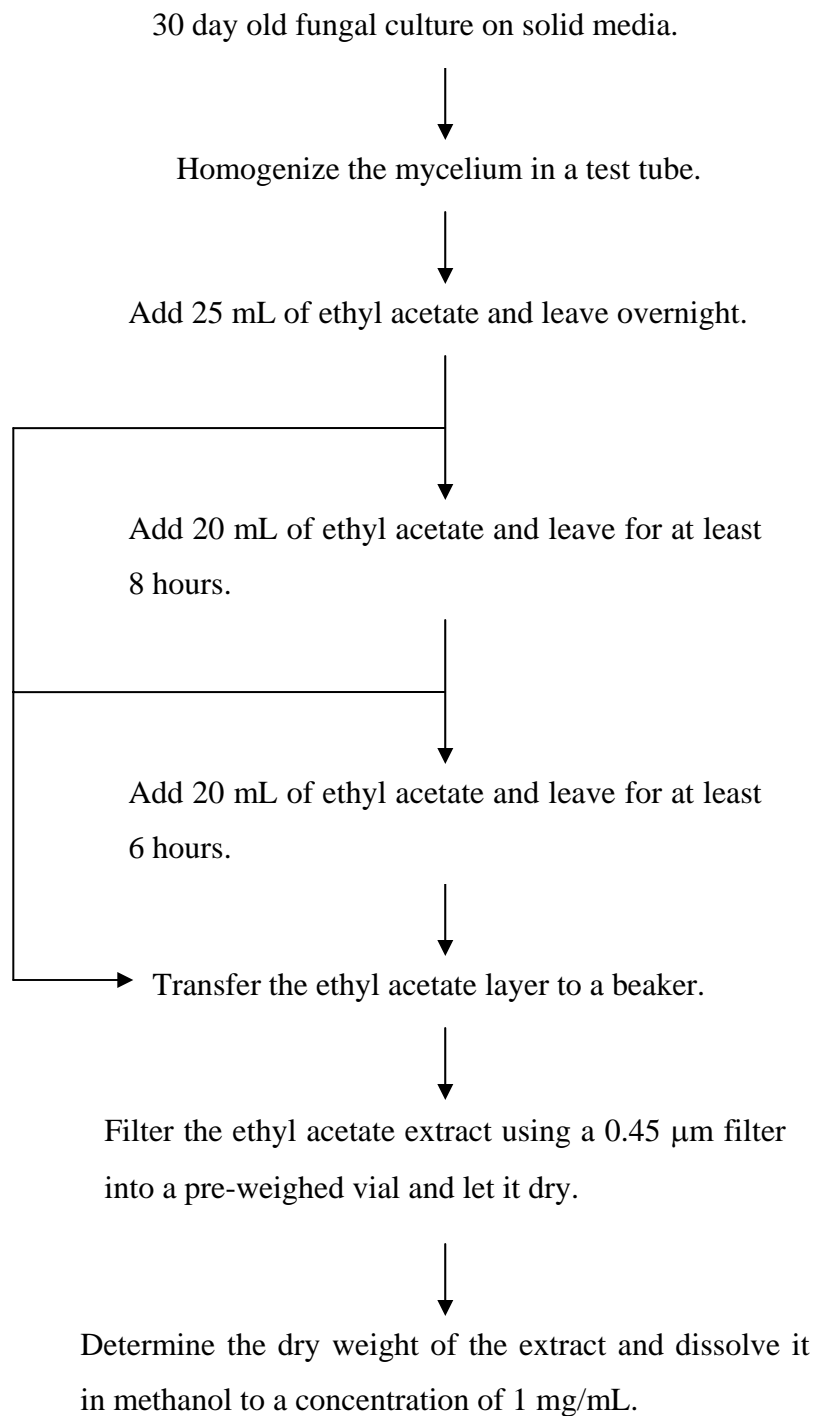 30 day old fungal culture on solid media.
Homogenize the mycelium in a test tube.
Add 25 mL of ethyl acetate and leave overnight.
Add 20 mL of ethyl acetate and leave for at least
8 hours.
Add 20 mL of ethyl acetate and leave for at least
6 hours.
Transfer the ethyl acetate layer to a beaker.
Filter the ethyl acetate extract using a 0.45 μm filter
into a pre-weighed vial and let it dry.
Determine the dry weight of the extract and dissolve it
in methanol to a concentration of 1 mg/mL.